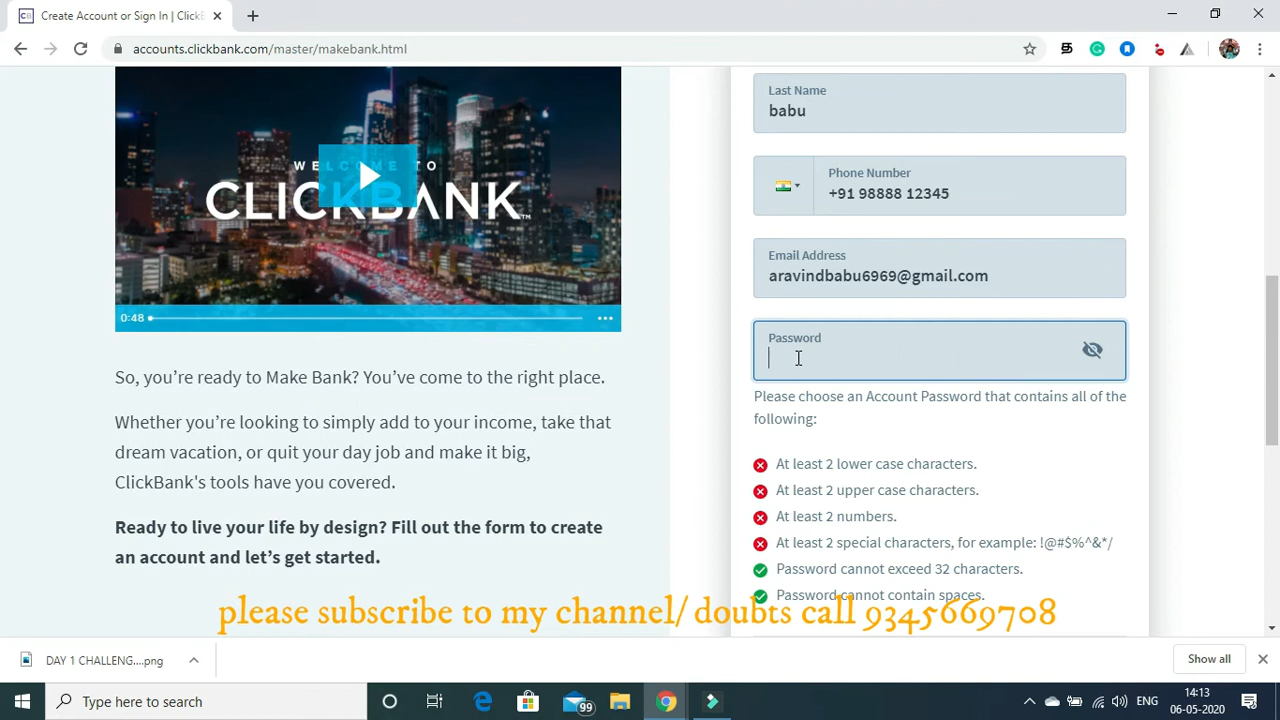 Create Account or Sign In | Click
accounts.clickbank.com/master/makebank.html
WELCOME TO
CLICKBANK
0:48
So, you’re ready to Make Bank? You’ve come to the right place.
Whether you’re looking to simply add to your income, take that
dream vacation, or quit your day job and make it big,
ClickBank's tools have you covered.
Ready to live your life by design? Fill out the form to create
an account and let’s get started.
Last Name
babu
Phone Number
+91 98888 12345
Email Address
aravindbabu6969@gmail.com
Password
Please choose an Account Password that contains all of the
following:
At least 2 lower case characters.
At least 2 upper case characters.
At least 2 numbers.
At least 2 special characters, for example: !@#$%^&*/
Password cannot exceed 32 characters.
Password cannot contain spaces.
please subscribe to my channel/ doubts call 9345669708
DAY 1 CHALLENG....png
Show all
Type here to search
99
ENG
14:13
06-05-2020